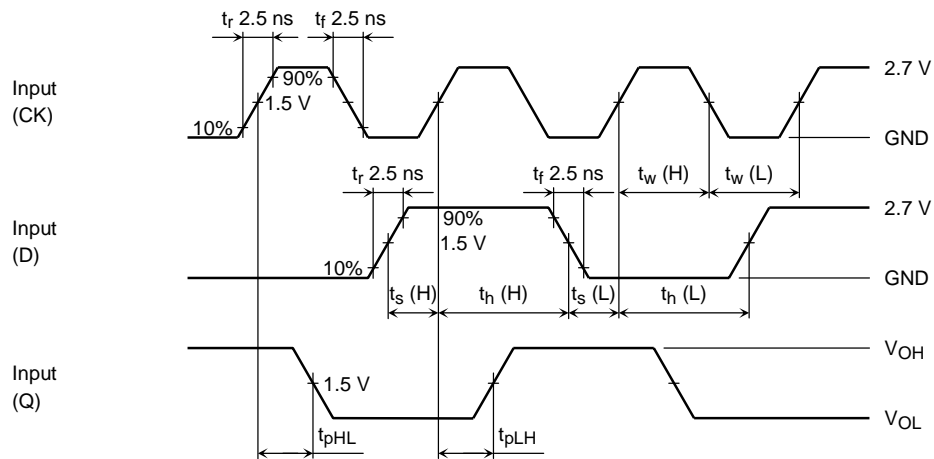 tr 2.5 ns tf 2.5 ns
Input
(CK)
90%
1.5 V
10%
2.7 V
GND
tr 2.5 ns tf 2.5 ns tw (H) tw (L)
Input
(D)
90%
1.5 V
10%
2.7 V
GND
ts (H) th (H) ts (L) th (L)
Input
(Q)
1.5 V
VOH
VOL
tpHL tpLH